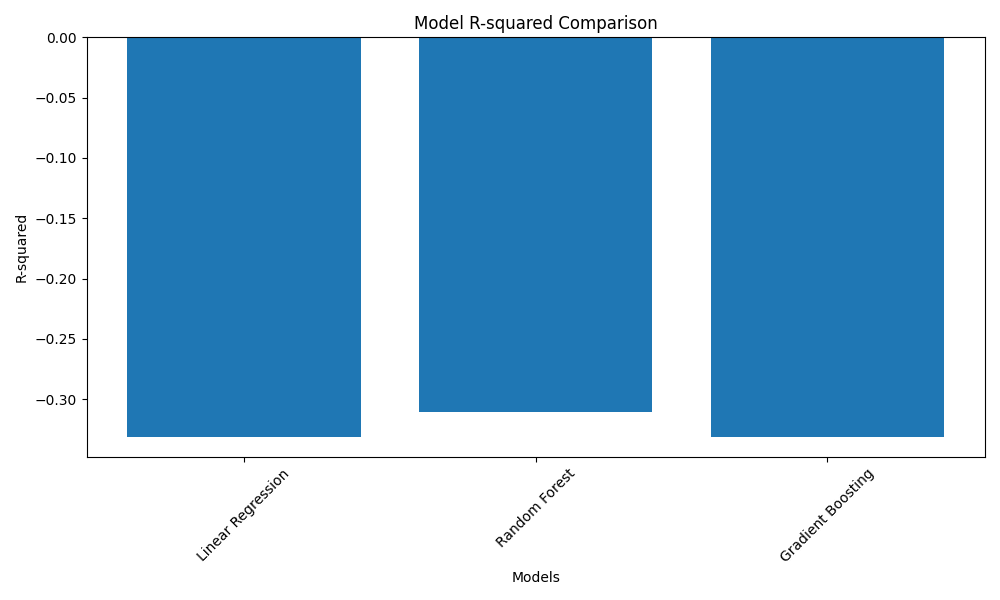 Model R-squared Comparison
0.00
−0.05
−0.10
−0.15
−0.20
−0.25
−0.30
R-squared
Linear Regression
Random Forest
Gradient Boosting
Models